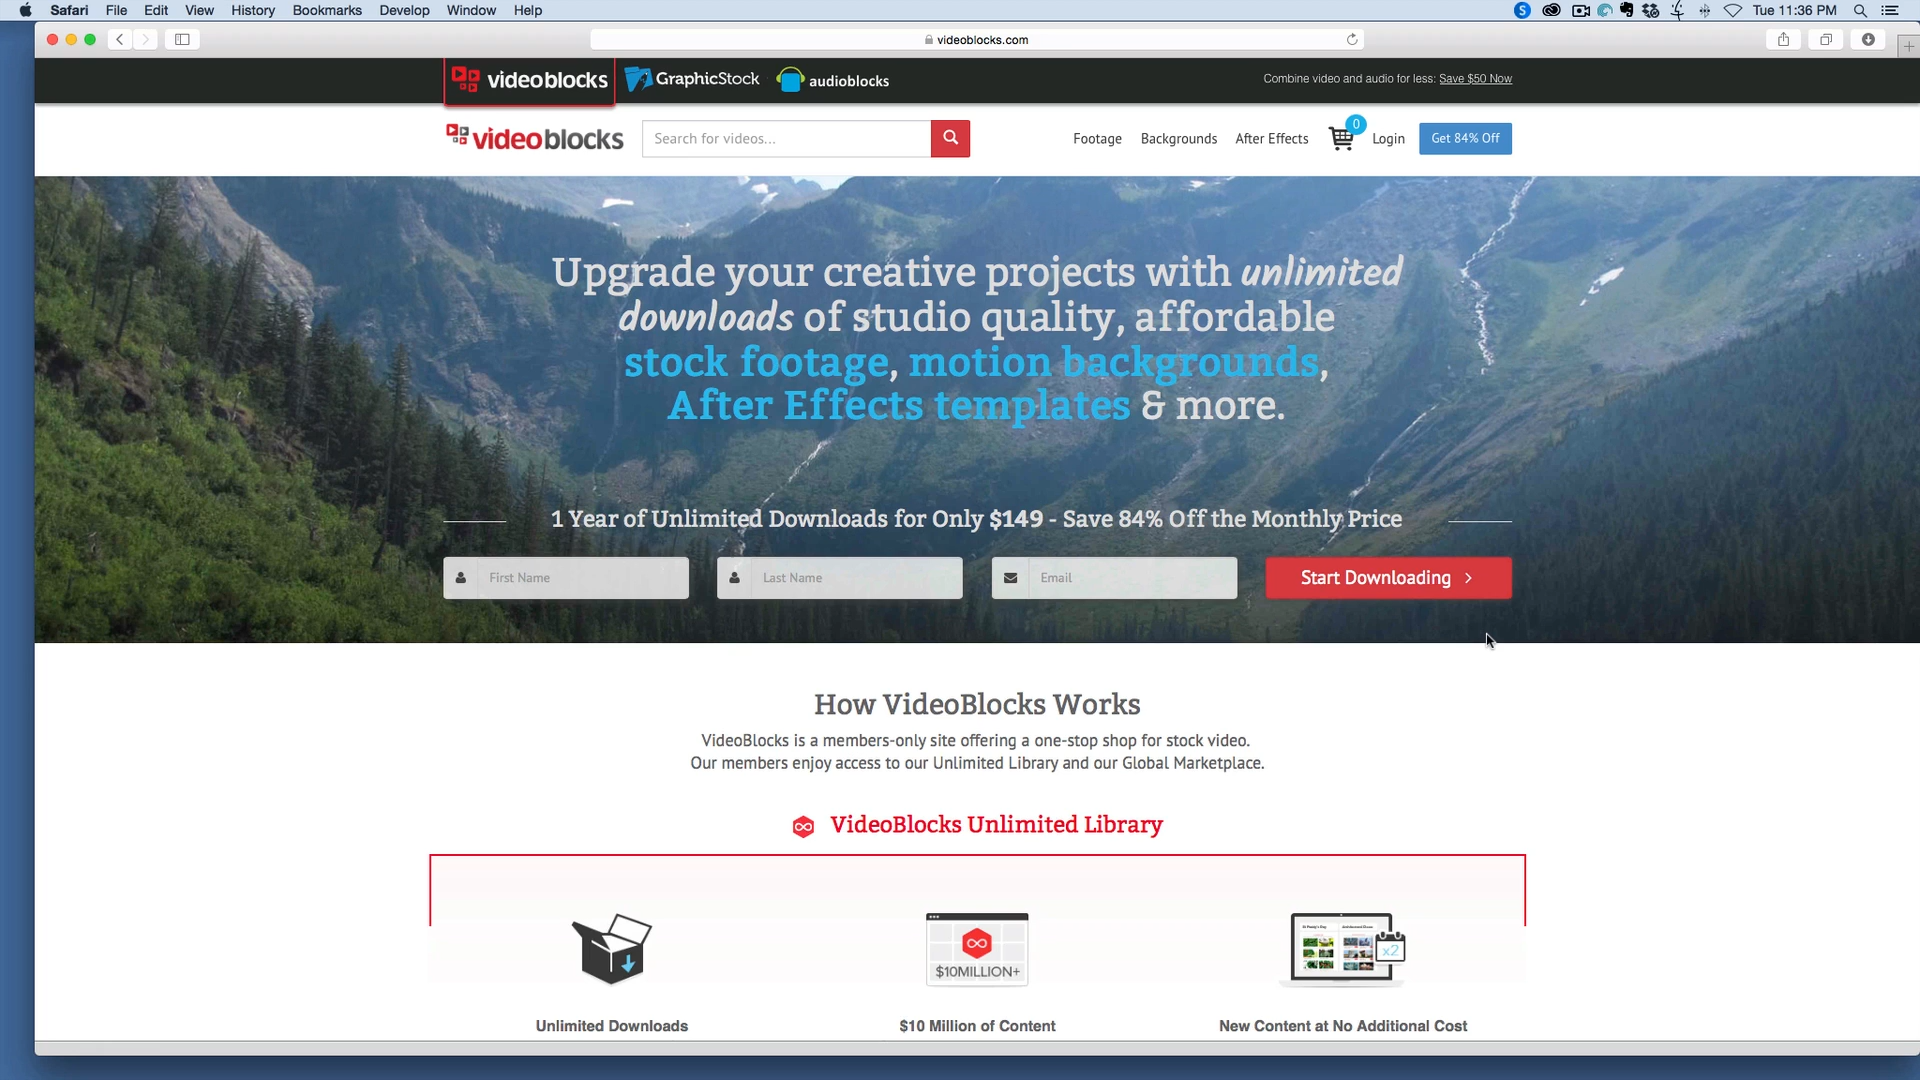 Safari File Edit View History Bookmarks Develop Window Help Tue 11:36 PM
videoblocks.com
videoblocks GraphicStock audioblocks Combine video and audio for less: Save $50 Now
videoblocks Search for videos... Footage Backgrounds After Effects 0 Login Get 84% Off
Upgrade your creative projects with unlimited
downloads of studio quality, affordable
stock footage, motion backgrounds,
After Effects templates & more.
1 Year of Unlimited Downloads for Only $149 - Save 84% Off the Monthly Price
First Name Last Name Email Start Downloading
How VideoBlocks Works
VideoBlocks is a members-only site offering a one-stop shop for stock video.
Our members enjoy access to our Unlimited Library and our Global Marketplace.
VideoBlocks Unlimited Library
$10MILLION+ x2
Unlimited Downloads $10 Million of Content New Content at No Additional Cost